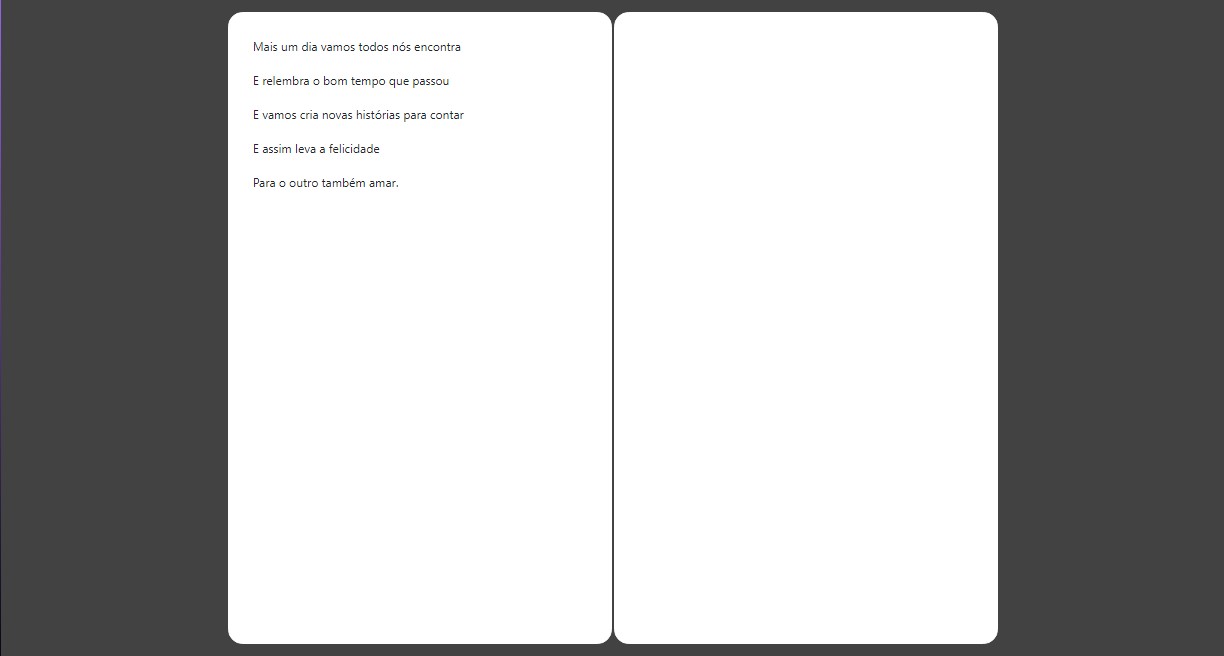 Mais um dia vamos todos nós encontra
E relembra o bom tempo que passou
E vamos cria novas histórias para contar
E assim leva a felicidade
Para o outro também amar.